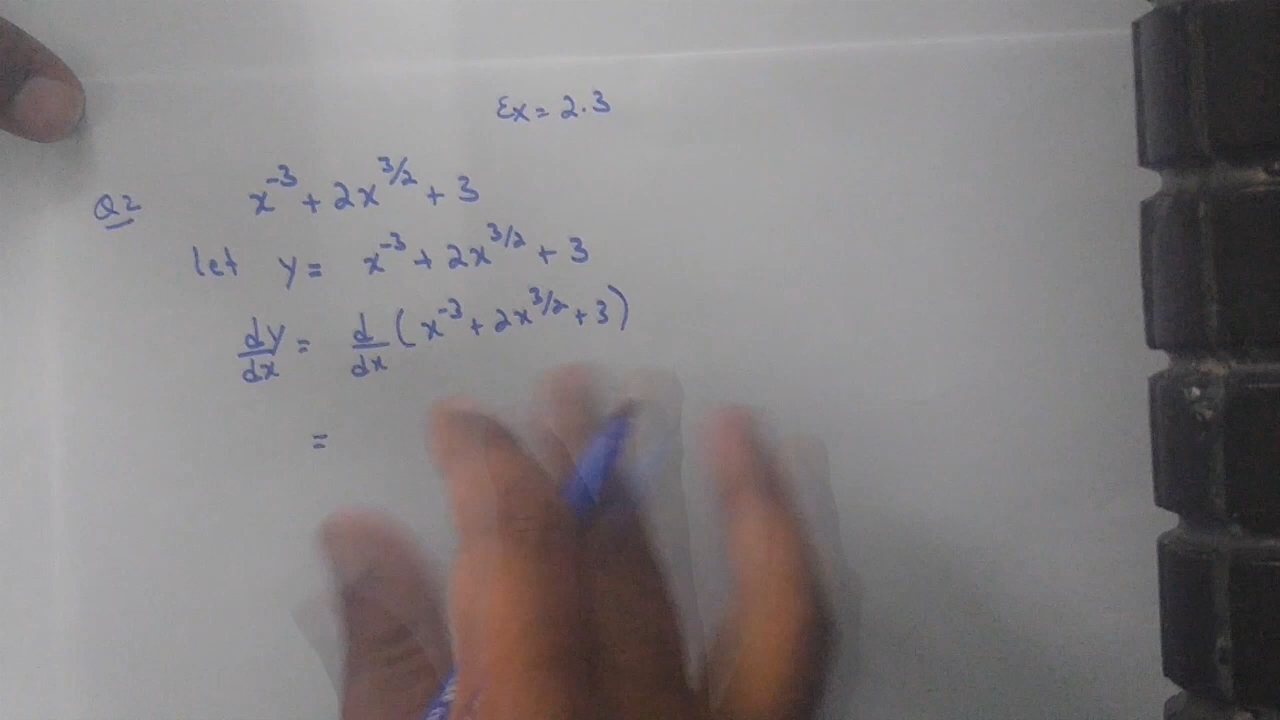 Ex = 2.3
Q2 x^{-3} + 2x^{3/2} + 3
let y = x^{-3} + 2x^{3/2} + 3
dy/dx = d/dx (x^{-3} + 2x^{3/2} + 3)
=